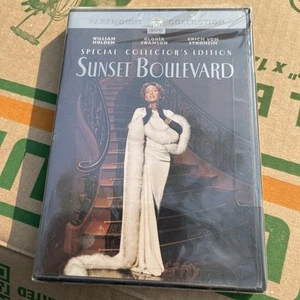 PARAMOUNT COLLECTION
WILLIAM HOLDEN
GLORIA SWANSON
ERICH VON STROHEIM
SPECIAL COLLECTOR'S EDITION
SUNSET BOULEVARD